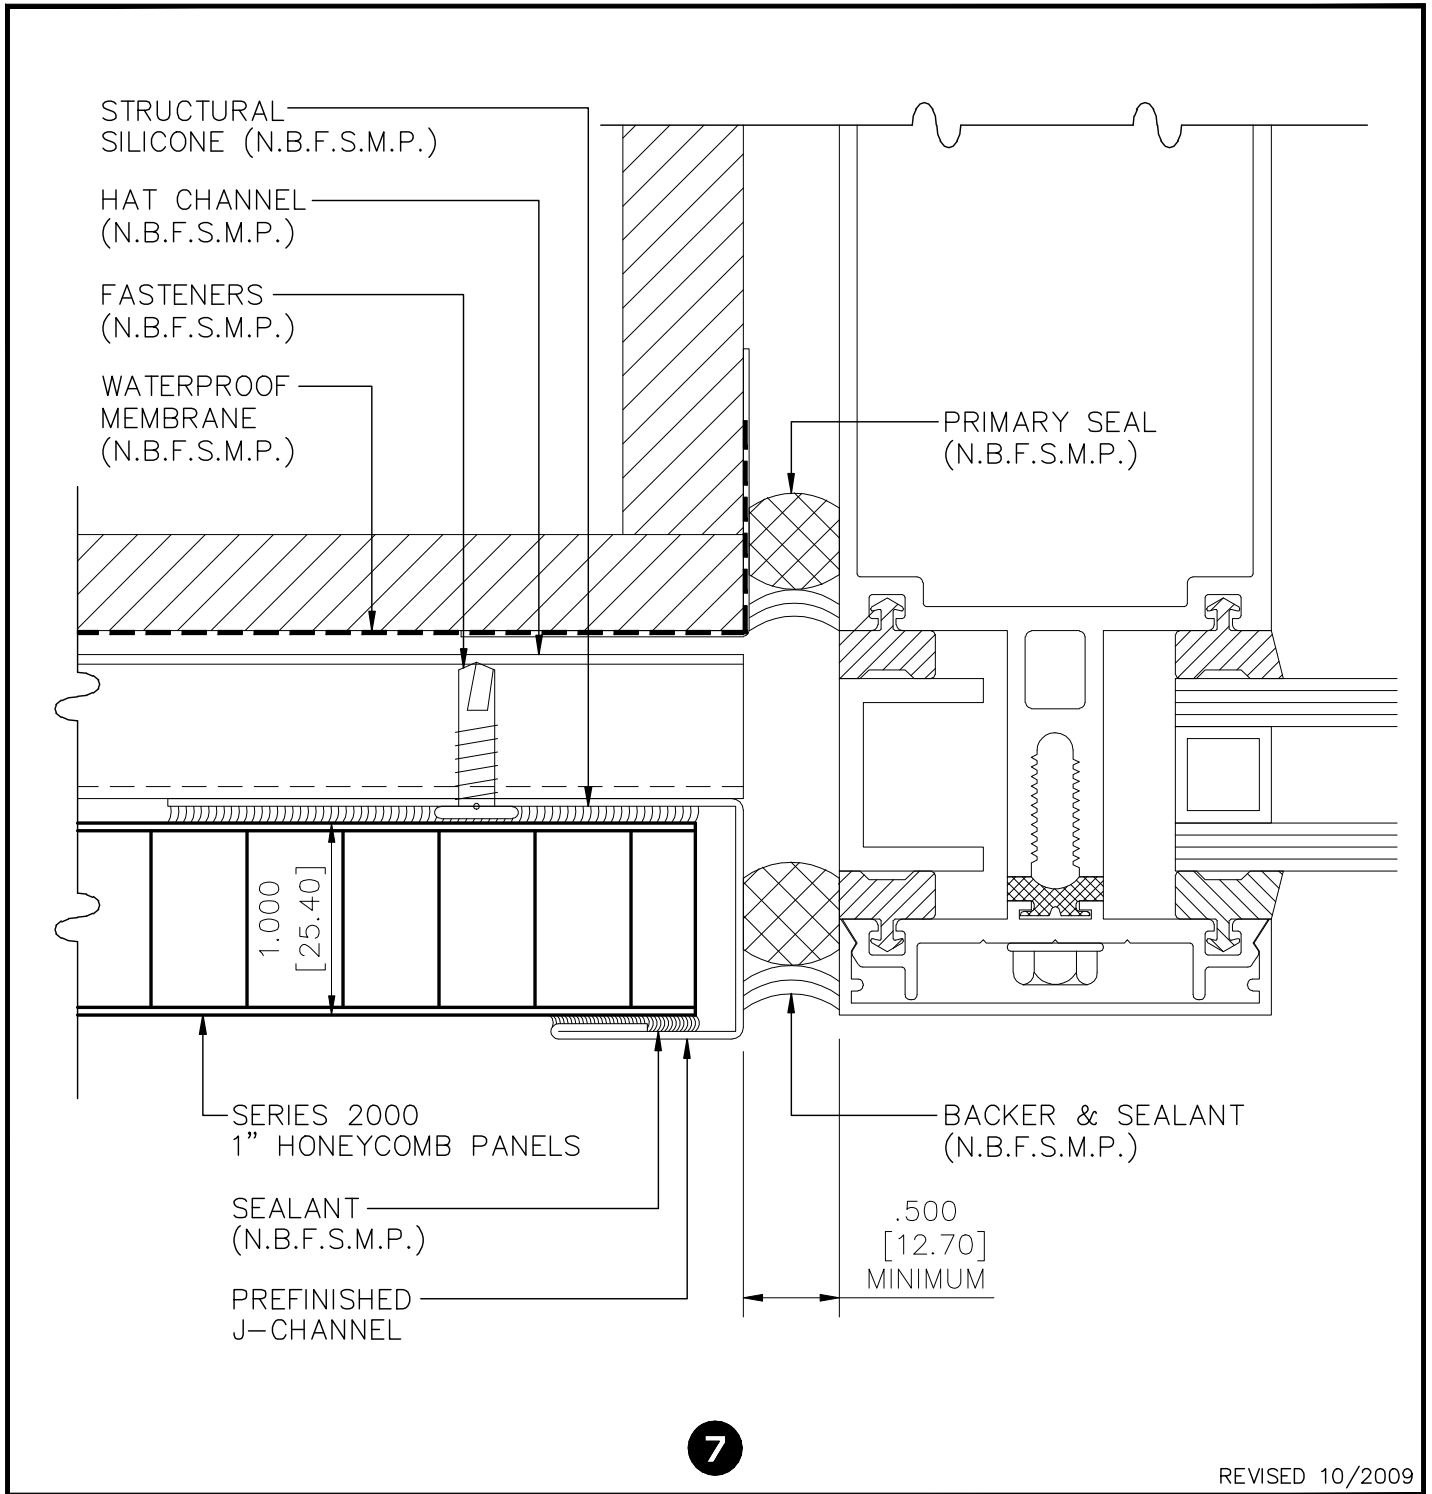 STRUCTURAL
SILICONE (N.B.F.S.M.P.)
HAT CHANNEL
(N.B.F.S.M.P.)
FASTENERS
(N.B.F.S.M.P.)
WATERPROOF
MEMBRANE
(N.B.F.S.M.P.)
PRIMARY SEAL
(N.B.F.S.M.P.)
1.000
[25.40]
SERIES 2000
1” HONEYCOMB PANELS
SEALANT
(N.B.F.S.M.P.)
PREFINISHED
J-CHANNEL
BACKER & SEALANT
(N.B.F.S.M.P.)
.500
[12.70]
MINIMUM
7
REVISED 10/2009